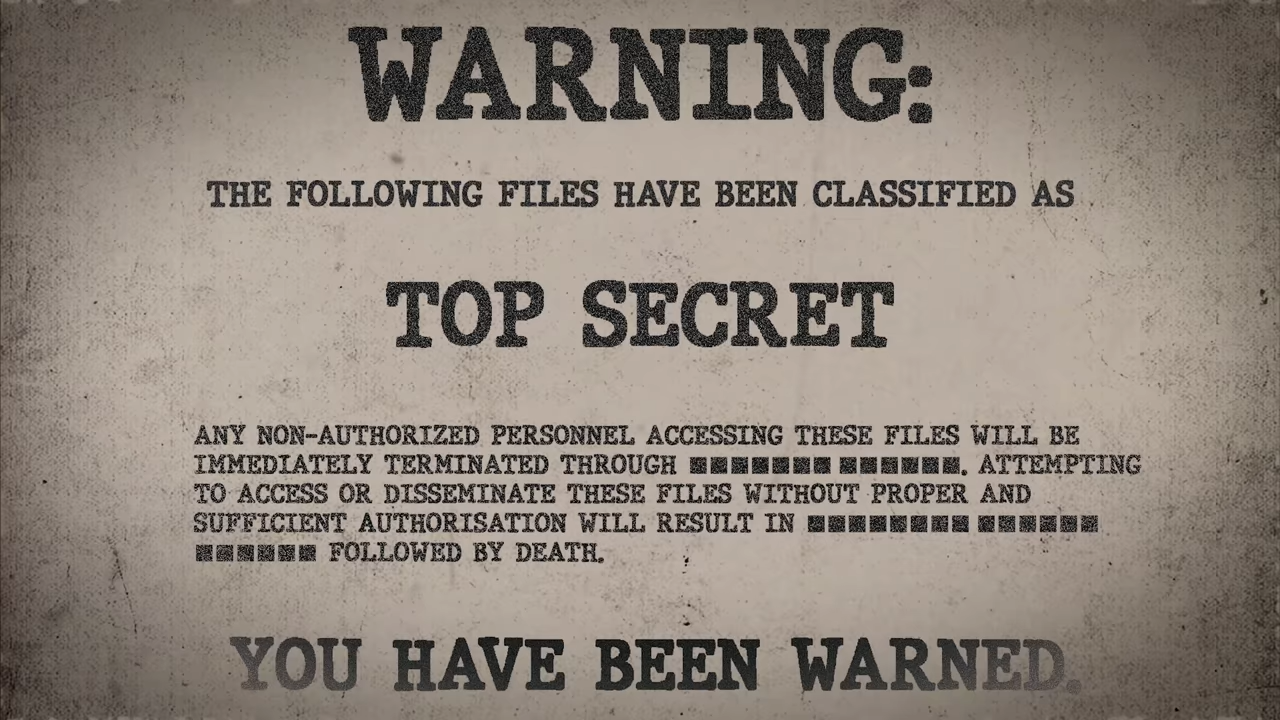 WARNING:
THE FOLLOWING FILES HAVE BEEN CLASSIFIED AS
TOP SECRET
ANY NON-AUTHORIZED PERSONNEL ACCESSING THESE FILES WILL BE
IMMEDIATELY TERMINATED THROUGH ■■■■■■■ ■■■■■■. ATTEMPTING
TO ACCESS OR DISSEMINATE THESE FILES WITHOUT PROPER AND
SUFFICIENT AUTHORISATION WILL RESULT IN ■■■■■■■■ ■■■■■■
■■■■■■ FOLLOWED BY DEATH.
YOU HAVE BEEN WARNED.